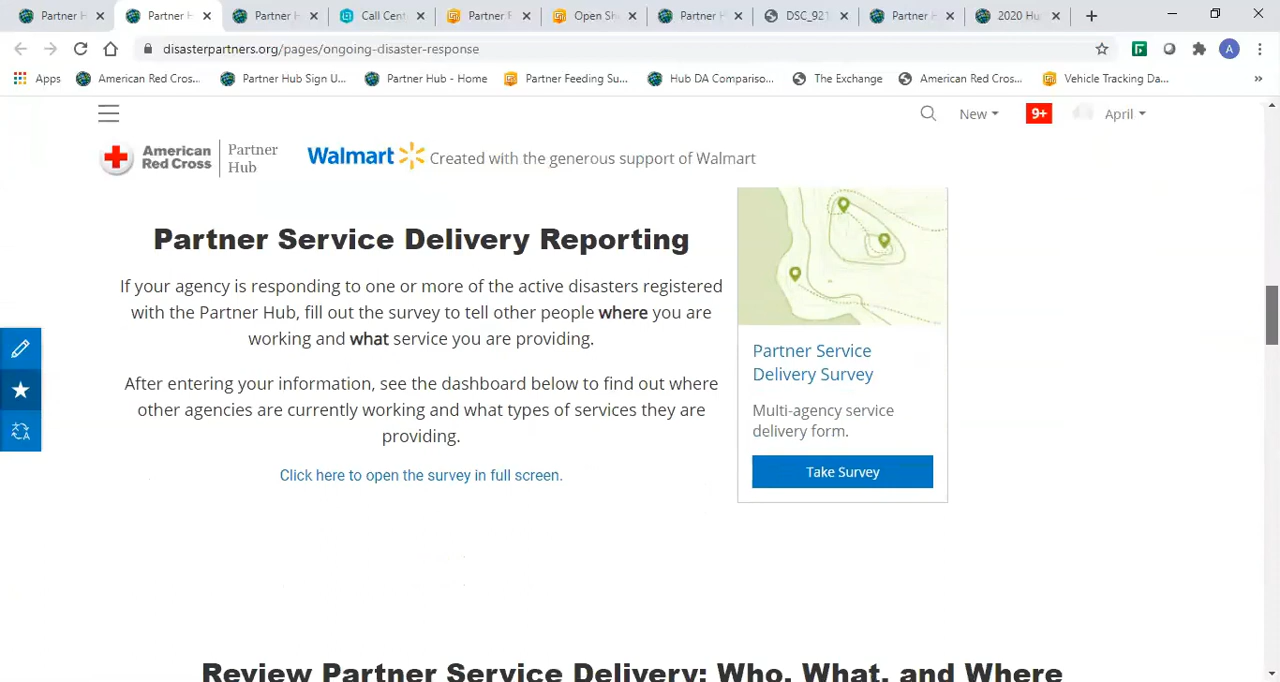 Partner H
Partner H
Partner H
Call Cent
Partner F
Open She
Partner H
DSC_921
Partner H
2020 Hu
disasterpartners.org/pages/ongoing-disaster-response
A
Apps
American Red Cros...
Partner Hub Sign U...
Partner Hub - Home
Partner Feeding Su...
Hub DA Compariso...
The Exchange
American Red Cros...
Vehicle Tracking Da...
»
New
9+
April
American
Red Cross
Partner
Hub
Walmart
Created with the generous support of Walmart
Partner Service Delivery Reporting
If your agency is responding to one or more of the active disasters registered
with the Partner Hub, fill out the survey to tell other people where you are
working and what service you are providing.
After entering your information, see the dashboard below to find out where
other agencies are currently working and what types of services they are
providing.
Click here to open the survey in full screen.
Partner Service
Delivery Survey
Multi-agency service
delivery form.
Take Survey
Review Partner Service Delivery: Who, What, and Where